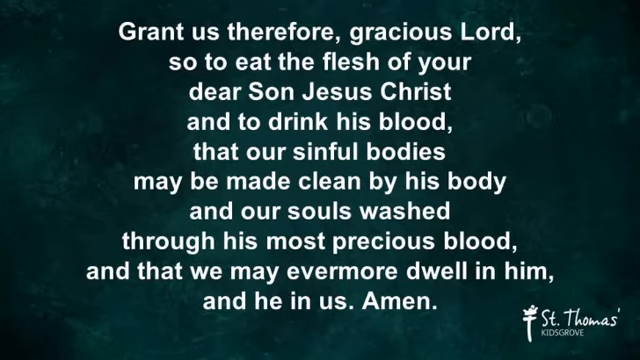 Grant us therefore, gracious Lord,
so to eat the flesh of your
dear Son Jesus Christ
and to drink his blood,
that our sinful bodies
may be made clean by his body
and our souls washed
through his most precious blood,
and that we may evermore dwell in him,
and he in us. Amen.
St. Thomas'
KIDSGROVE